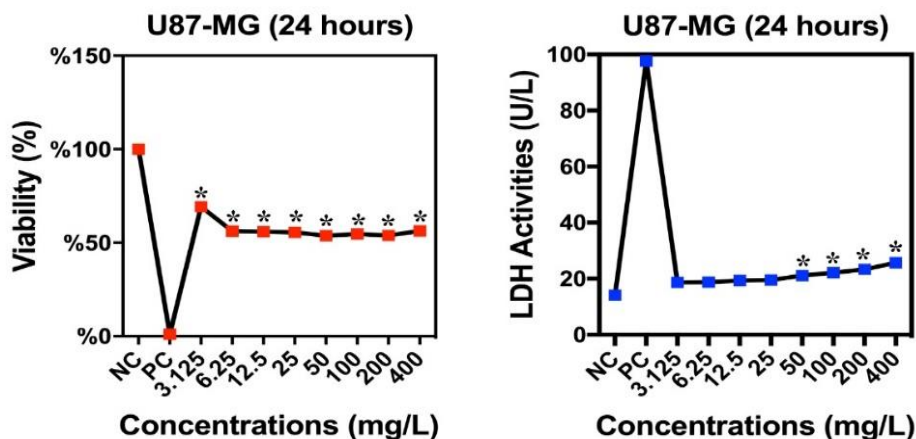 U87-MG (24 hours)
%150
%100
%50
%0
Viability (%)
* * * * * * * *
NC PC 3.125 6.25 12.5 25 50 100 200 400
Concentrations (mg/L)
U87-MG (24 hours)
100
80
60
40
20
0
LDH Activities (U/L)
* * * *
NC PC 3.125 6.25 12.5 25 50 100 200 400
Concentrations (mg/L)